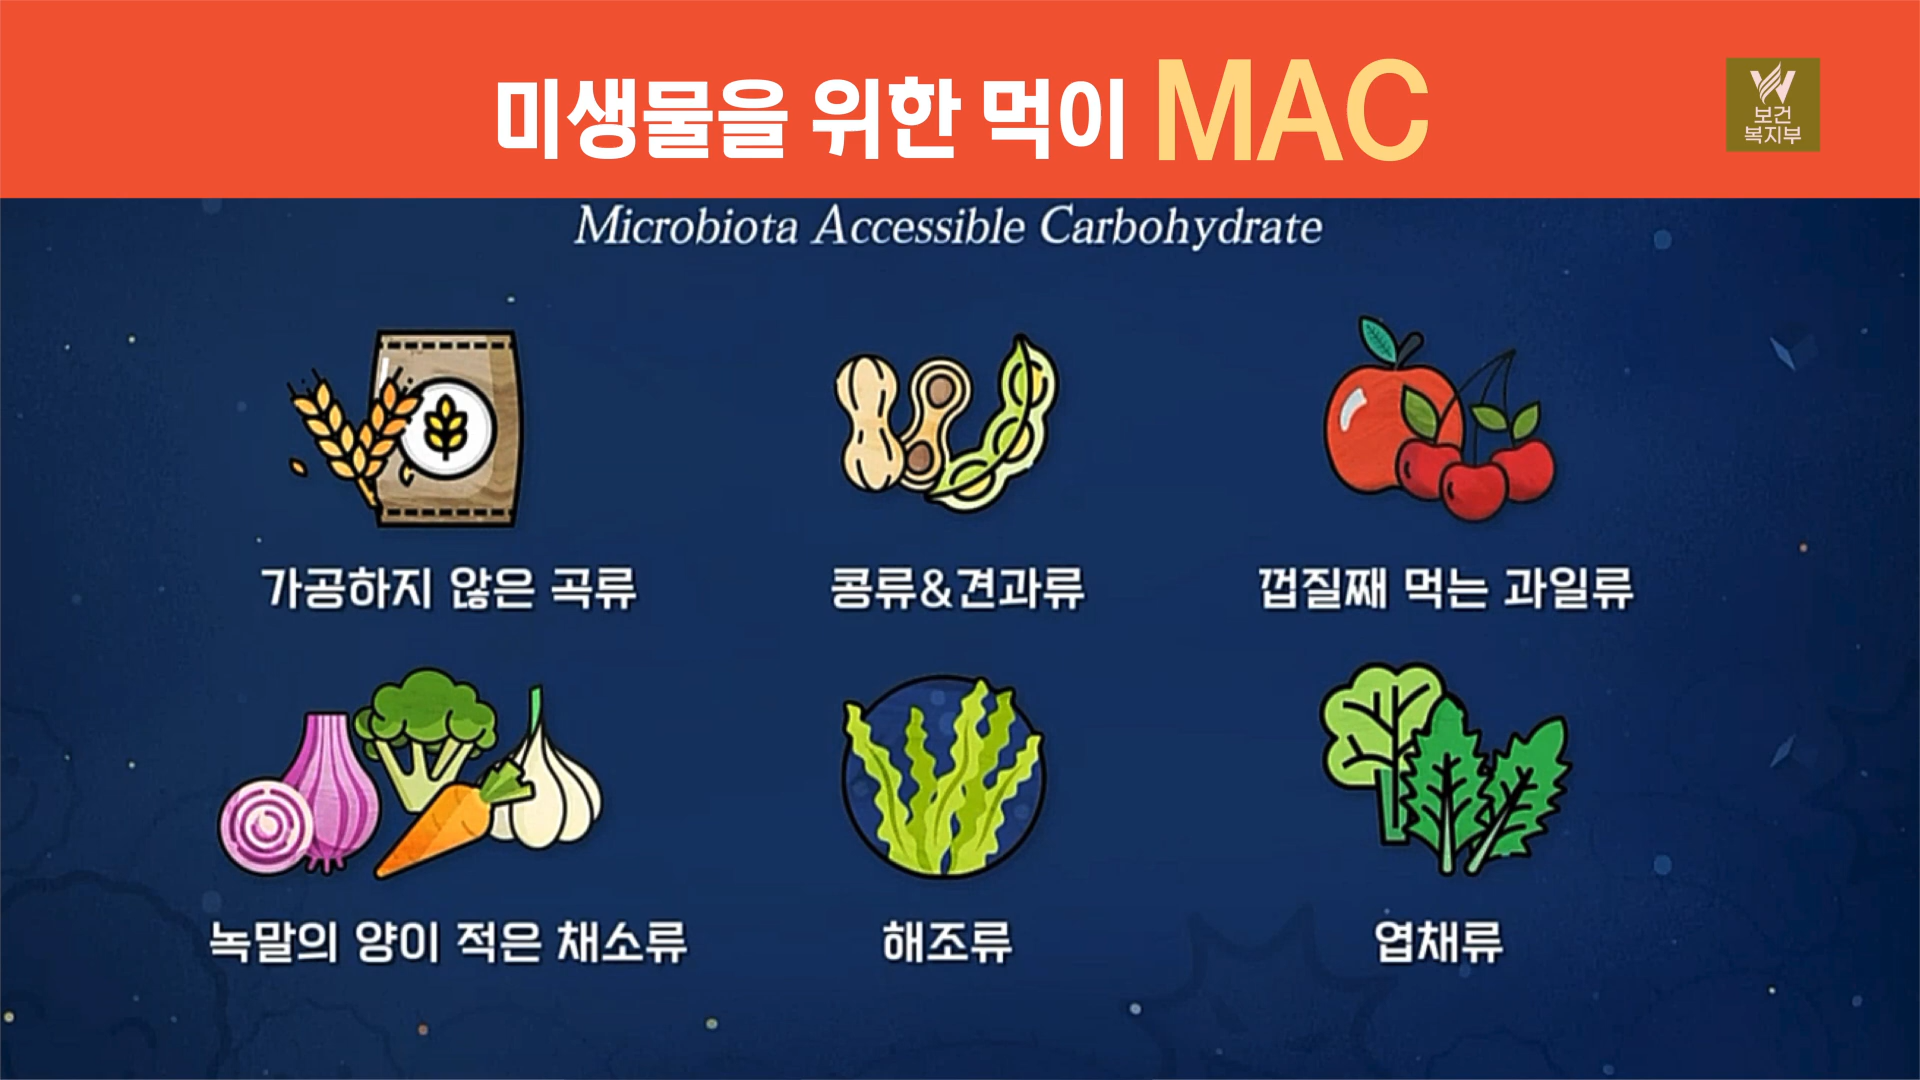 미생물을 위한 먹이 MAC
보건
복지부
Microbiota Accessible Carbohydrate
가공하지 않은 곡류
콩류&견과류
껍질째 먹는 과일류
녹말의 양이 적은 채소류
해조류
엽채류